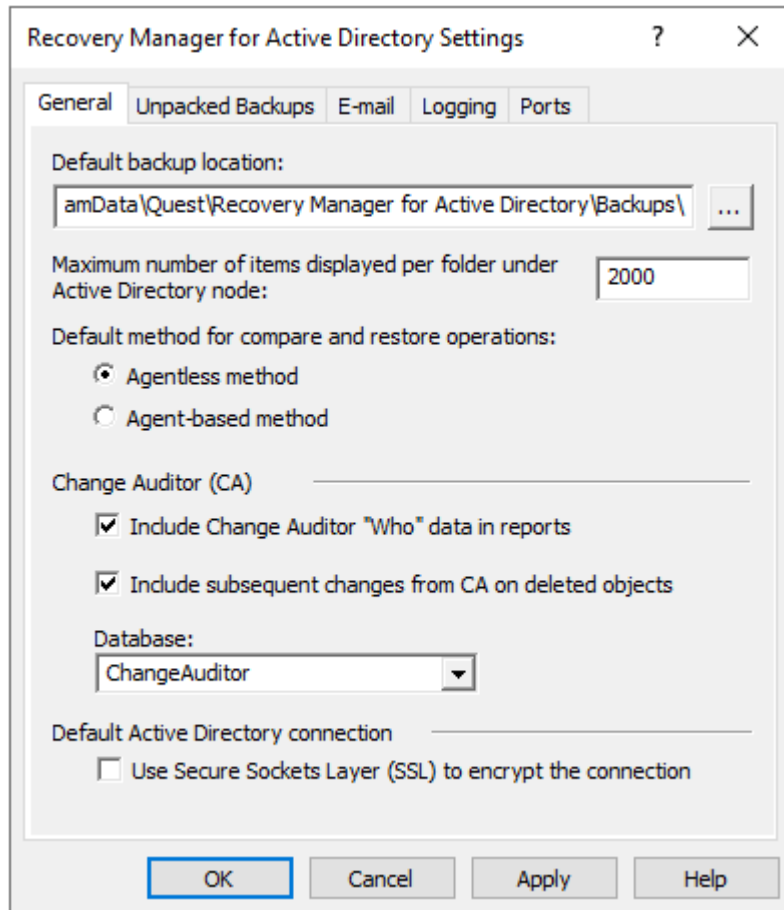 Recovery Manager for Active Directory Settings ? X
General Unpacked Backups E-mail Logging Ports
Default backup location:
amData\Quest\Recovery Manager for Active Directory\Backups\ ...
Maximum number of items displayed per folder under
Active Directory node:
2000
Default method for compare and restore operations:
Agentless method
Agent-based method
Change Auditor (CA)
Include Change Auditor "Who" data in reports
Include subsequent changes from CA on deleted objects
Database:
ChangeAuditor
Default Active Directory connection
Use Secure Sockets Layer (SSL) to encrypt the connection
OK Cancel Apply Help